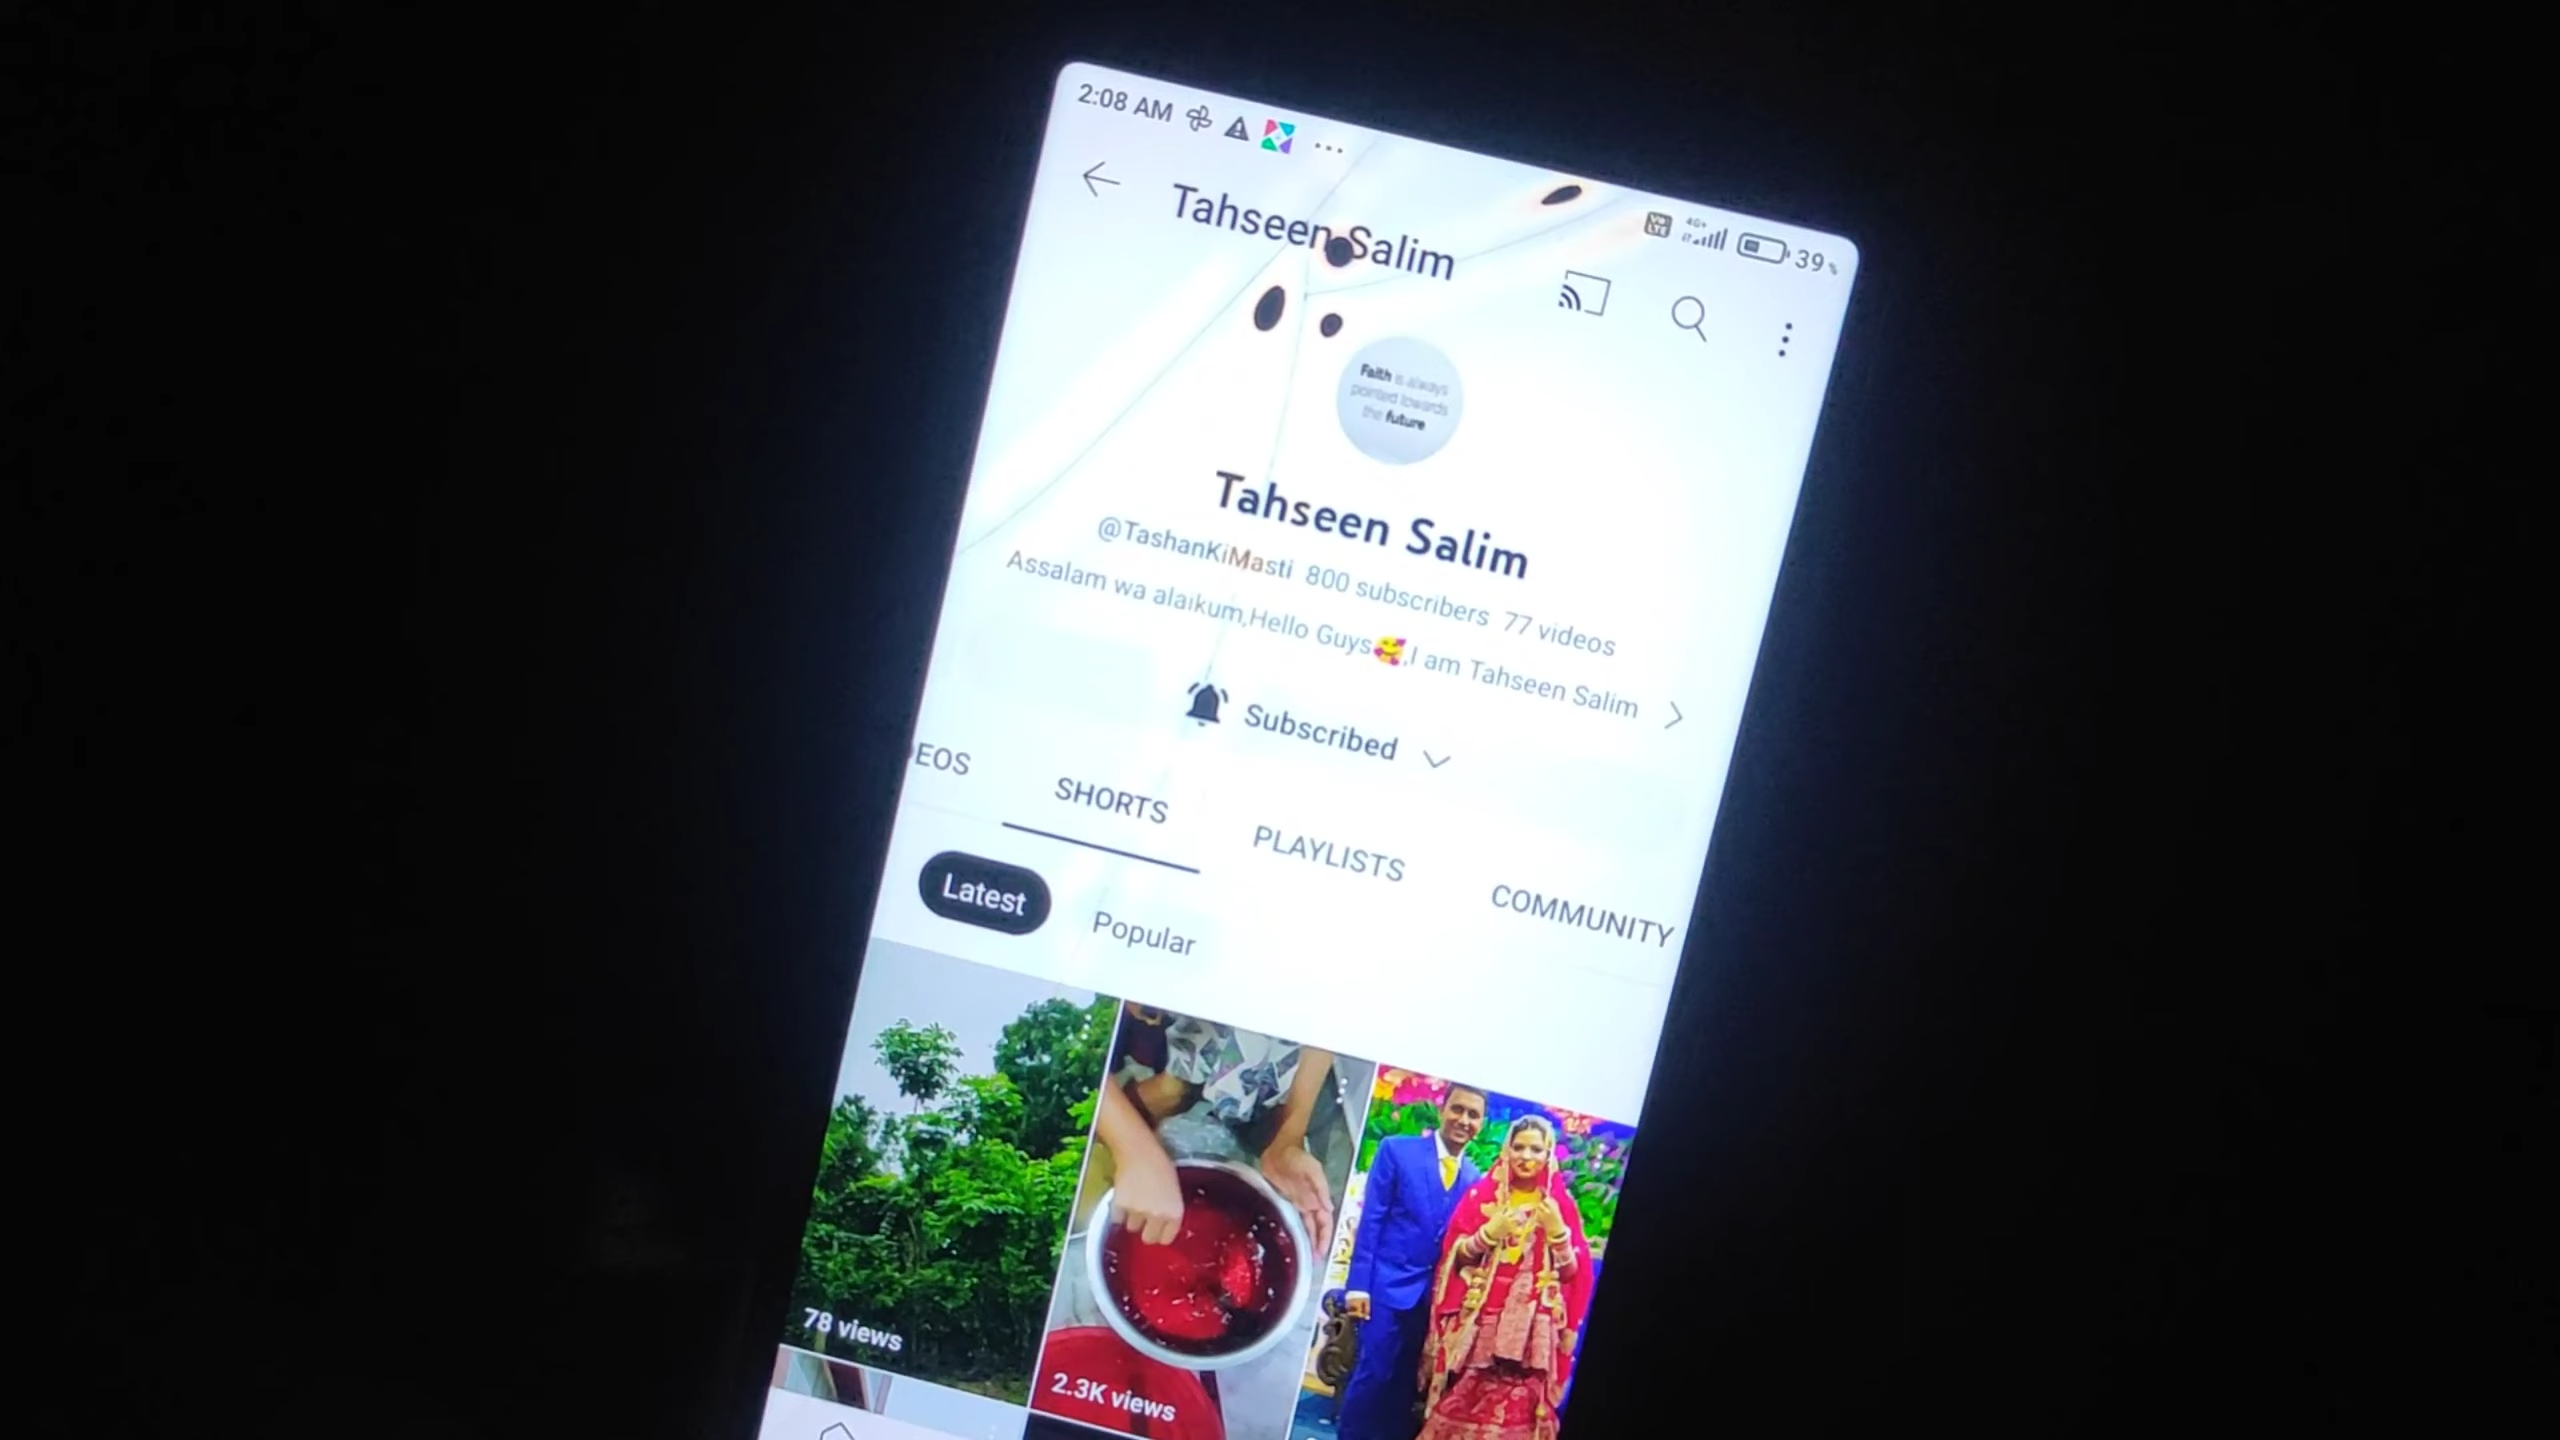 2:08 AM
39%
Tahseen Salim
Faith is always
pointed towards
the future
Tahseen Salim
@TashanKiMasti 800 subscribers 77 videos
Assalam wa alaikum,Hello Guys🥰,I am Tahseen Salim
Subscribed
EOS SHORTS PLAYLISTS COMMUNITY
Latest Popular
78 views
2.3K views